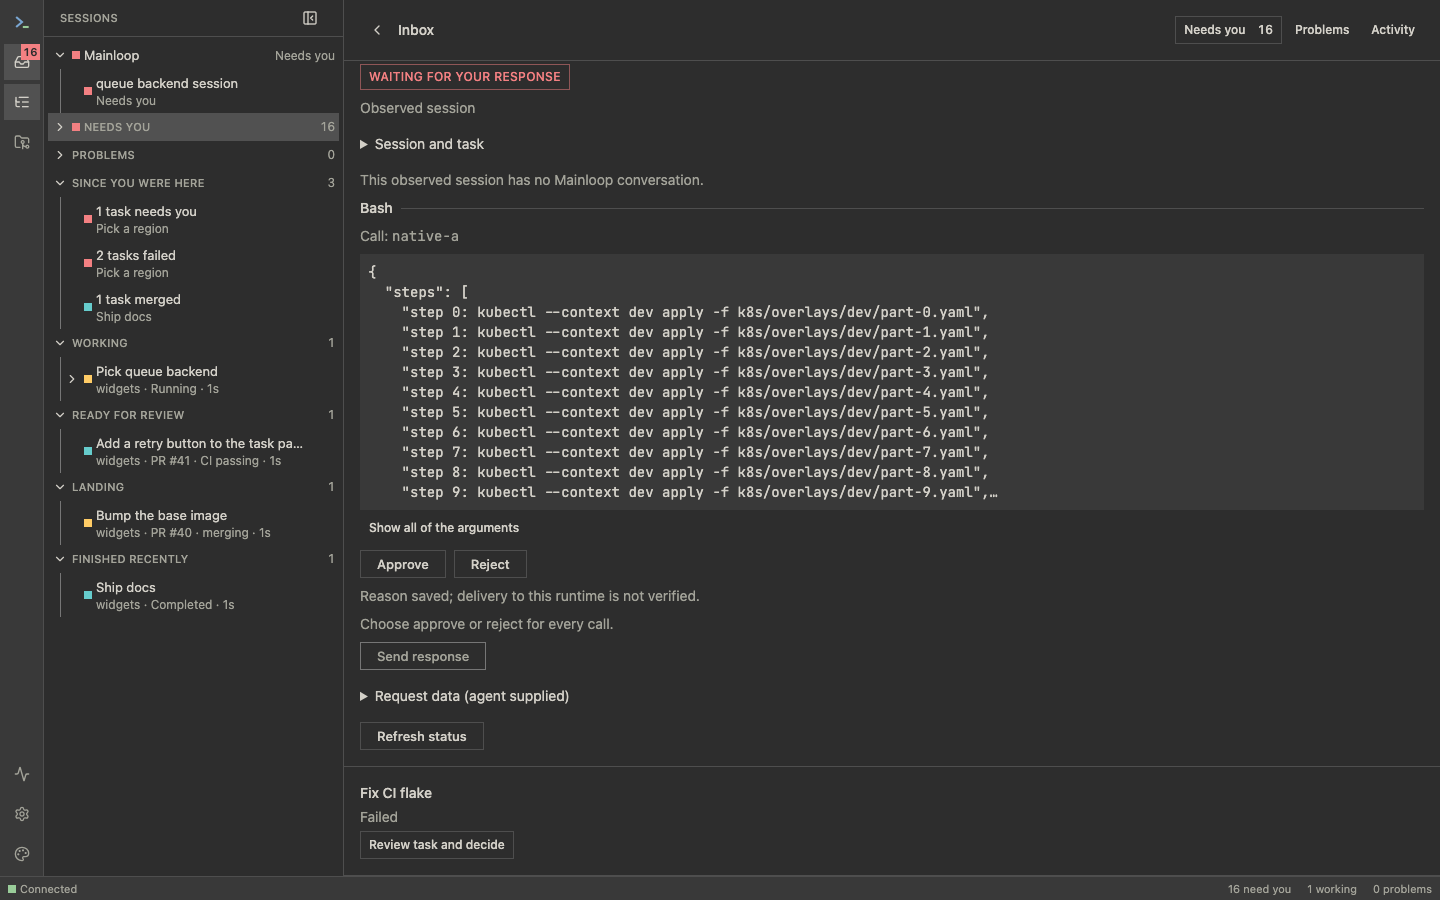 SESSIONS
16
Mainloop
Needs you
queue backend session
Needs you
NEEDS YOU
16
PROBLEMS
0
SINCE YOU WERE HERE
3
1 task needs you
Pick a region
2 tasks failed
Pick a region
1 task merged
Ship docs
WORKING
1
Pick queue backend
widgets · Running · 1s
READY FOR REVIEW
1
Add a retry button to the task pa…
widgets · PR #41 · CI passing · 1s
LANDING
1
Bump the base image
widgets · PR #40 · merging · 1s
FINISHED RECENTLY
1
Ship docs
widgets · Completed · 1s
Inbox
Needs you 16
Problems
Activity
WAITING FOR YOUR RESPONSE
Observed session
Session and task
This observed session has no Mainloop conversation.
Bash
Call: native-a
{
"steps": [
"step 0: kubectl --context dev apply -f k8s/overlays/dev/part-0.yaml",
"step 1: kubectl --context dev apply -f k8s/overlays/dev/part-1.yaml",
"step 2: kubectl --context dev apply -f k8s/overlays/dev/part-2.yaml",
"step 3: kubectl --context dev apply -f k8s/overlays/dev/part-3.yaml",
"step 4: kubectl --context dev apply -f k8s/overlays/dev/part-4.yaml",
"step 5: kubectl --context dev apply -f k8s/overlays/dev/part-5.yaml",
"step 6: kubectl --context dev apply -f k8s/overlays/dev/part-6.yaml",
"step 7: kubectl --context dev apply -f k8s/overlays/dev/part-7.yaml",
"step 8: kubectl --context dev apply -f k8s/overlays/dev/part-8.yaml",
"step 9: kubectl --context dev apply -f k8s/overlays/dev/part-9.yaml",…
Show all of the arguments
Approve
Reject
Reason saved; delivery to this runtime is not verified.
Choose approve or reject for every call.
Send response
Request data (agent supplied)
Refresh status
Fix CI flake
Failed
Review task and decide
Connected
16 need you
1 working
0 problems